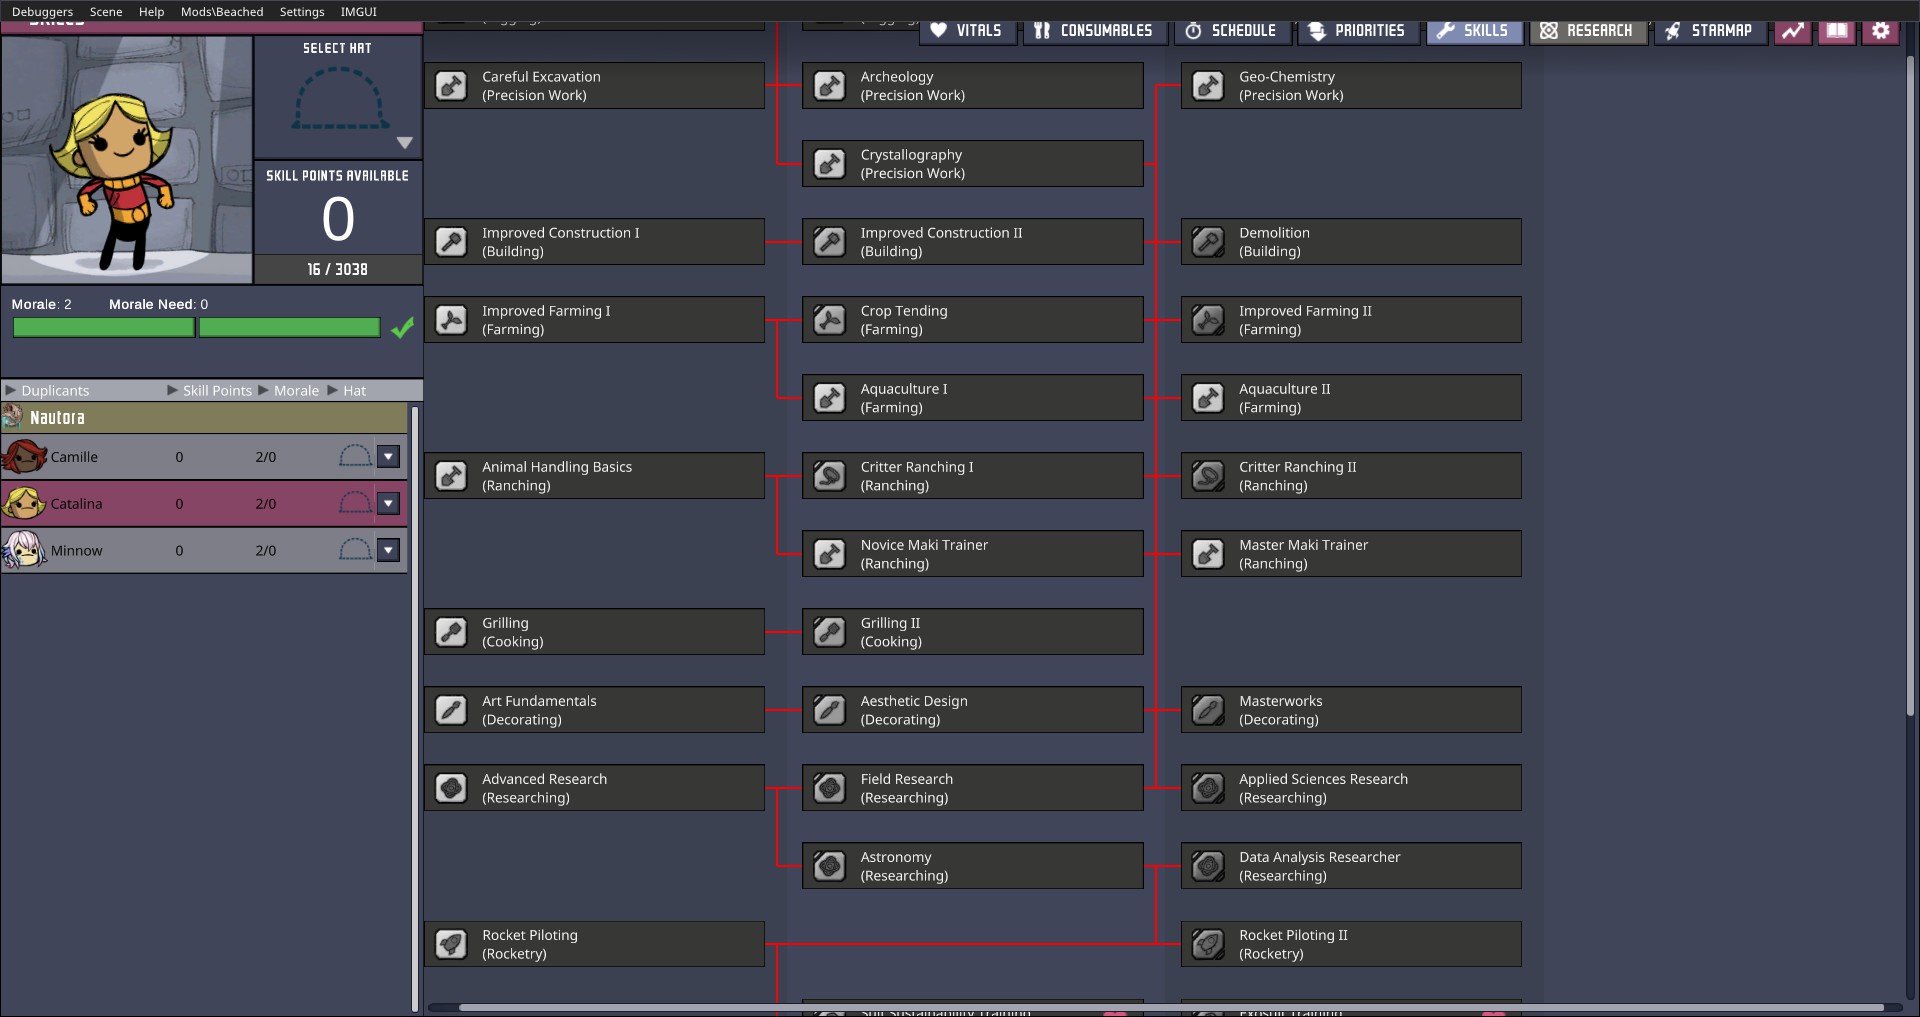 Debuggers Scene Help Mods\Beached Settings IMGUI
SKILLS
VITALS CONSUMABLES SCHEDULE PRIORITIES SKILLS RESEARCH STARMAP
SELECT HAT
SKILL POINTS AVAILABLE
0
16 / 3038
Morale: 2 Morale Need: 0
Duplicants Skill Points Morale Hat
Nautora
Camille 0 2/0
Catalina 0 2/0
Minnow 0 2/0
Careful Excavation
(Precision Work)
Archeology
(Precision Work)
Geo-Chemistry
(Precision Work)
Crystallography
(Precision Work)
Improved Construction I
(Building)
Improved Construction II
(Building)
Demolition
(Building)
Improved Farming I
(Farming)
Crop Tending
(Farming)
Improved Farming II
(Farming)
Aquaculture I
(Farming)
Aquaculture II
(Farming)
Animal Handling Basics
(Ranching)
Critter Ranching I
(Ranching)
Critter Ranching II
(Ranching)
Novice Maki Trainer
(Ranching)
Master Maki Trainer
(Ranching)
Grilling
(Cooking)
Grilling II
(Cooking)
Art Fundamentals
(Decorating)
Aesthetic Design
(Decorating)
Masterworks
(Decorating)
Advanced Research
(Researching)
Field Research
(Researching)
Applied Sciences Research
(Researching)
Astronomy
(Researching)
Data Analysis Researcher
(Researching)
Rocket Piloting
(Rocketry)
Rocket Piloting II
(Rocketry)
Suit Sustainability Training
Exosuit Training